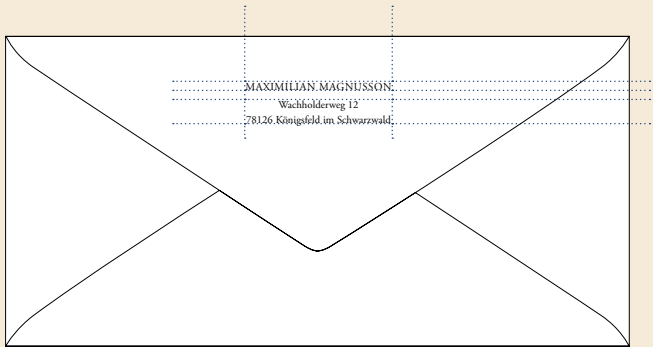 MAXIMILIAN MAGNUSSON
Wachholderweg 12
78126 Königsfeld im Schwarzwald